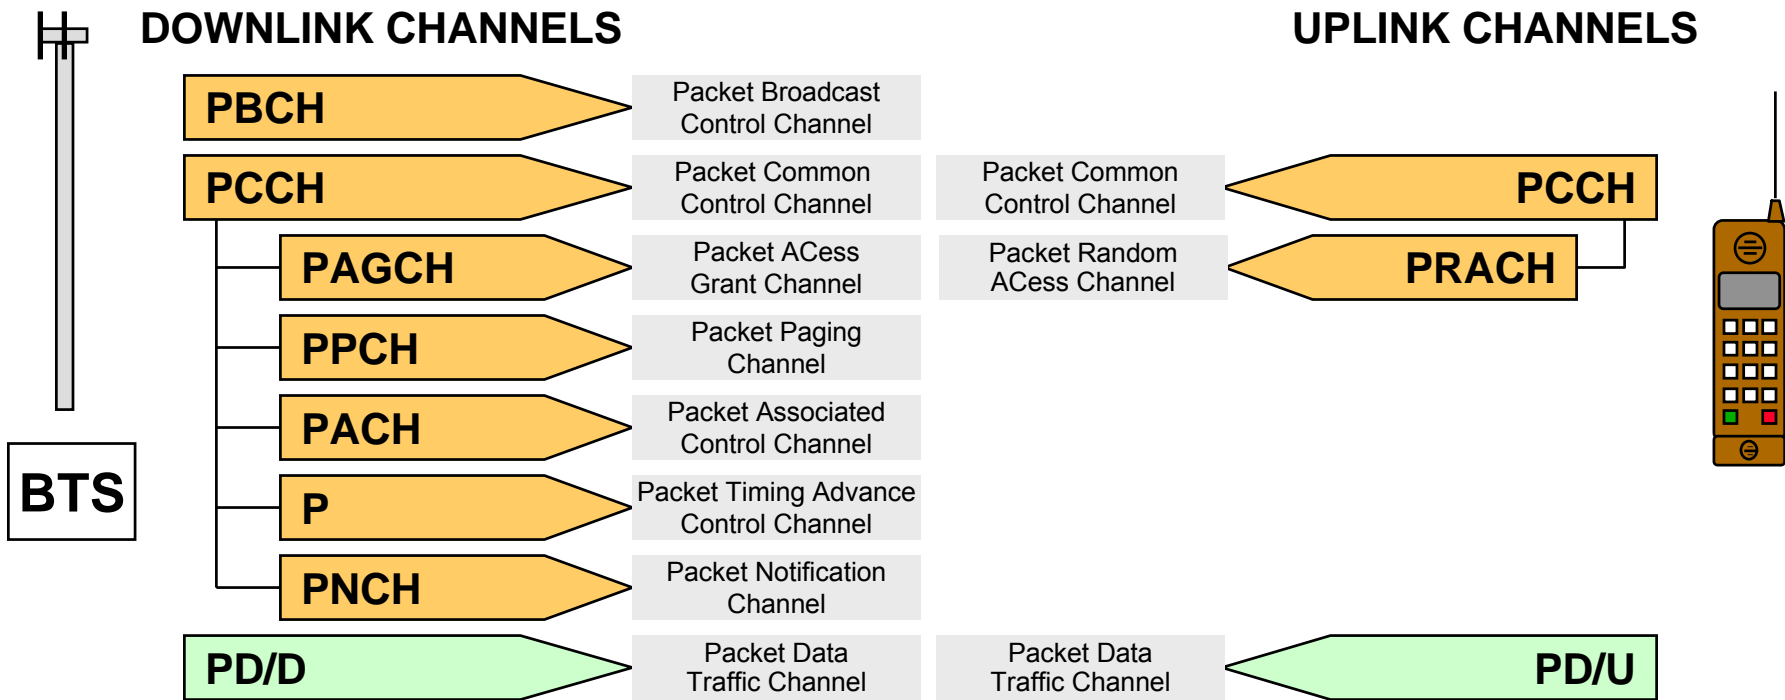 DOWNLINK CHANNELS
UPLINK CHANNELS
PBCH
Packet Broadcast
Control Channel
PCCH
Packet Common
Control Channel
Packet Common
Control Channel
PCCH
PAGCH
Packet ACess
Grant Channel
Packet Random
ACess Channel
PRACH
PPCH
Packet Paging
Channel
PACH
Packet Associated
Control Channel
BTS
P
Packet Timing Advance
Control Channel
PNCH
Packet Notification
Channel
PD/D
Packet Data
Traffic Channel
Packet Data
Traffic Channel
PD/U